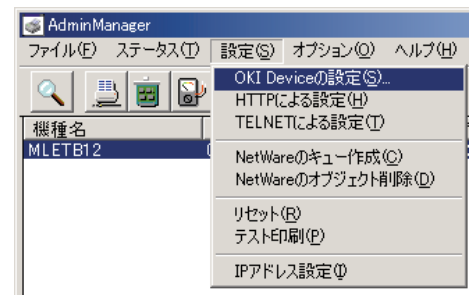 AdminManager
ファイル(F) ステータス(T) 設定(S) オプション(O) ヘルプ(H)
OKI Deviceの設定(S)...
HTTPによる設定(H)
TELNETによる設定(T)
機種名
MLETB12
NetWareのキュー作成(C)
NetWareのオブジェクト削除(D)
リセット(R)
テスト印刷(P)
IPアドレス設定(I)